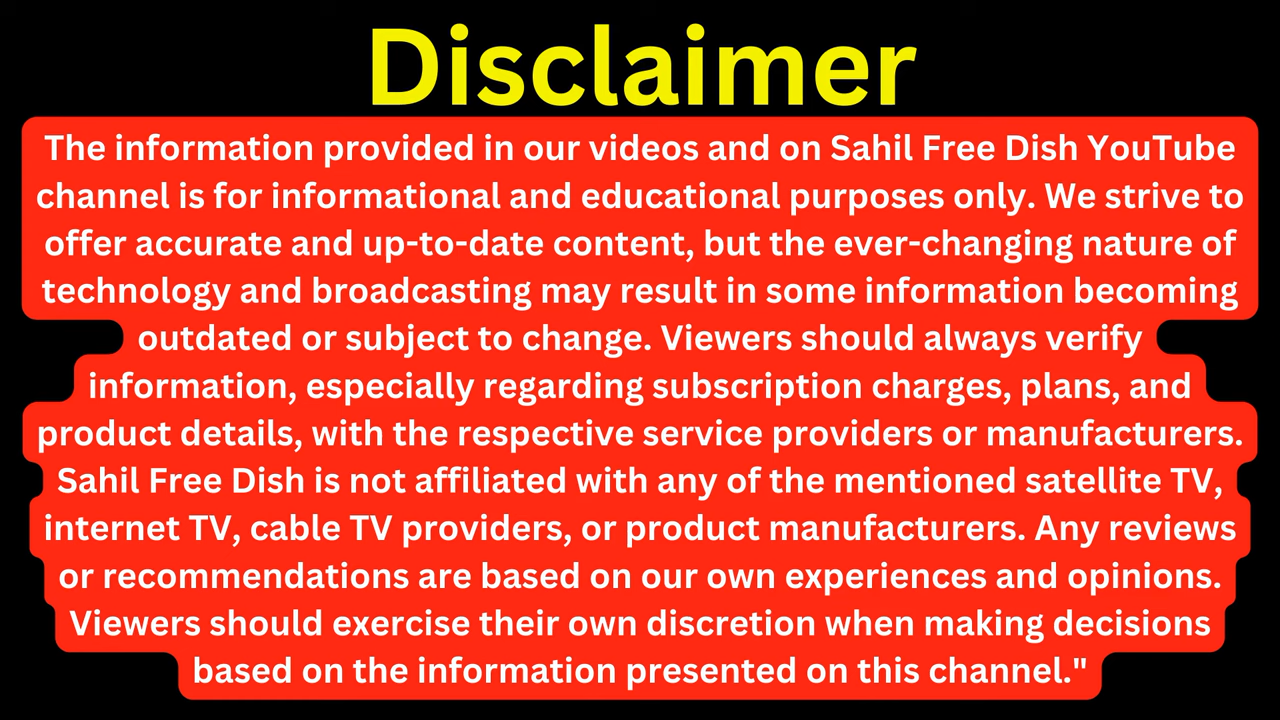 Disclaimer
The information provided in our videos and on Sahil Free Dish YouTube
channel is for informational and educational purposes only. We strive to
offer accurate and up-to-date content, but the ever-changing nature of
technology and broadcasting may result in some information becoming
outdated or subject to change. Viewers should always verify
information, especially regarding subscription charges, plans, and
product details, with the respective service providers or manufacturers.
Sahil Free Dish is not affiliated with any of the mentioned satellite TV,
internet TV, cable TV providers, or product manufacturers. Any reviews
or recommendations are based on our own experiences and opinions.
Viewers should exercise their own discretion when making decisions
based on the information presented on this channel."